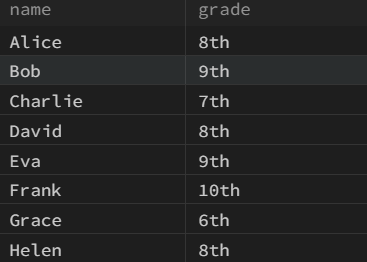 name grade
Alice 8th
Bob 9th
Charlie 7th
David 8th
Eva 9th
Frank 10th
Grace 6th
Helen 8th